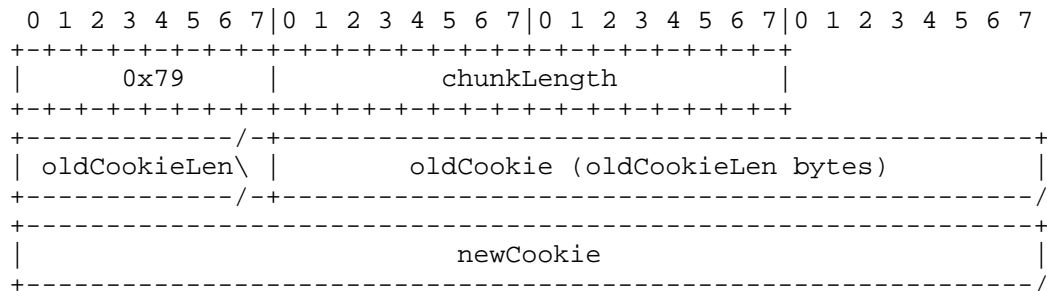 0 1 2 3 4 5 6 7|0 1 2 3 4 5 6 7|0 1 2 3 4 5 6 7|0 1 2 3 4 5 6 7
+-+-+-+-+-+-+-+-+-+-+-+-+-+-+-+-+-+-+-+-+-+-+-+-+
|      0x79     |          chunkLength          |
+-+-+-+-+-+-+-+-+-+-+-+-+-+-+-+-+-+-+-+-+-+-+-+-+
+-------------/-+-----------------------------------------------+
| oldCookieLen\ |        oldCookie (oldCookieLen bytes)         |
+-------------/-+-----------------------------------------------/
+---------------------------------------------------------------+
|                           newCookie                           |
+---------------------------------------------------------------/